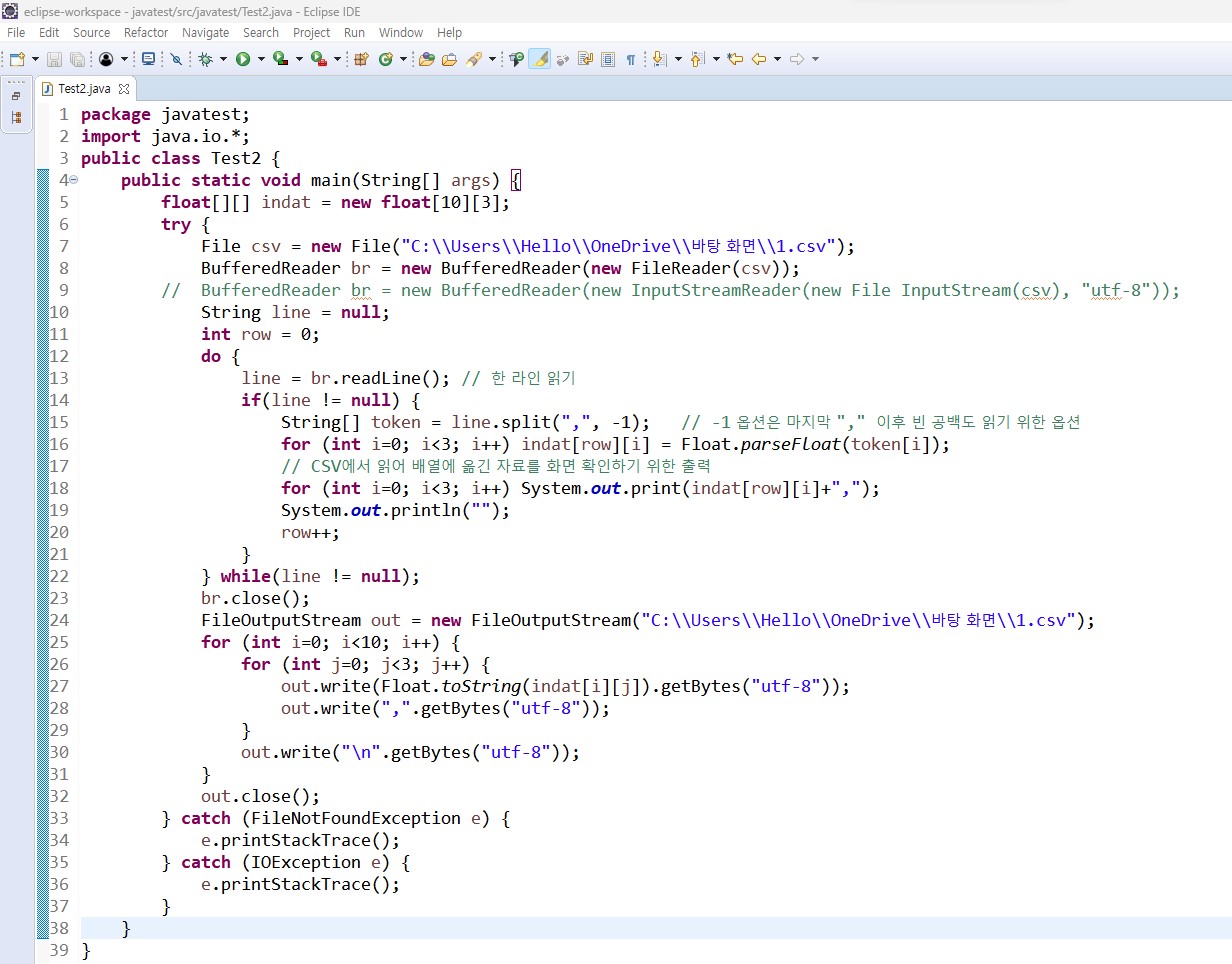 eclipse-workspace - javatest/src/javatest/Test2.java - Eclipse IDE
File Edit Source Refactor Navigate Search Project Run Window Help
Test2.java
1 package javatest;
2 import java.io.*;
3 public class Test2 {
4 public static void main(String[] args) {
5 float[][] indat = new float[10][3];
6 try {
7 File csv = new File("C:\\Users\\Hello\\OneDrive\\바탕 화면\\1.csv");
8 BufferedReader br = new BufferedReader(new FileReader(csv));
9 // BufferedReader br = new BufferedReader(new InputStreamReader(new File InputStream(csv), "utf-8"));
10 String line = null;
11 int row = 0;
12 do {
13 line = br.readLine(); // 한 라인 읽기
14 if(line != null) {
15 String[] token = line.split(",", -1); // -1 옵션은 마지막 "," 이후 빈 공백도 읽기 위한 옵션
16 for (int i=0; i<3; i++) indat[row][i] = Float.parseFloat(token[i]);
17 // CSV에서 읽어 배열에 옮긴 자료를 화면 확인하기 위한 출력
18 for (int i=0; i<3; i++) System.out.print(indat[row][i]+",");
19 System.out.println("");
20 row++;
21 }
22 } while(line != null);
23 br.close();
24 FileOutputStream out = new FileOutputStream("C:\\Users\\Hello\\OneDrive\\바탕 화면\\1.csv");
25 for (int i=0; i<10; i++) {
26 for (int j=0; j<3; j++) {
27 out.write(Float.toString(indat[i][j]).getBytes("utf-8"));
28 out.write(",".getBytes("utf-8"));
29 }
30 out.write("\n".getBytes("utf-8"));
31 }
32 out.close();
33 } catch (FileNotFoundException e) {
34 e.printStackTrace();
35 } catch (IOException e) {
36 e.printStackTrace();
37 }
38 }
39 }